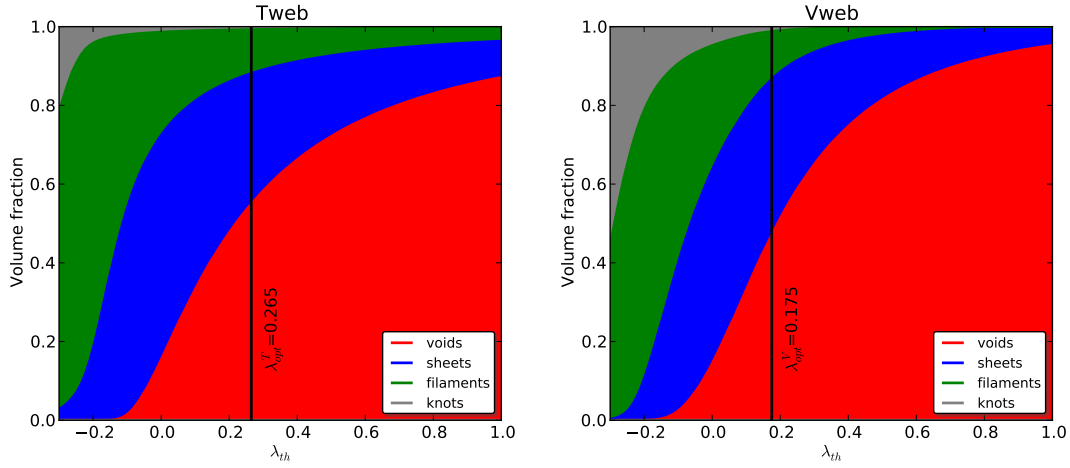 Tweb
1.0
0.8
0.6
0.4
0.2
0.0
Volume fraction
−0.2 0.0 0.2 0.4 0.6 0.8 1.0
λ_th
λ^T_opt=0.265
voids
sheets
filaments
knots
Vweb
1.0
0.8
0.6
0.4
0.2
0.0
Volume fraction
−0.2 0.0 0.2 0.4 0.6 0.8 1.0
λ_th
λ^V_opt=0.175
voids
sheets
filaments
knots